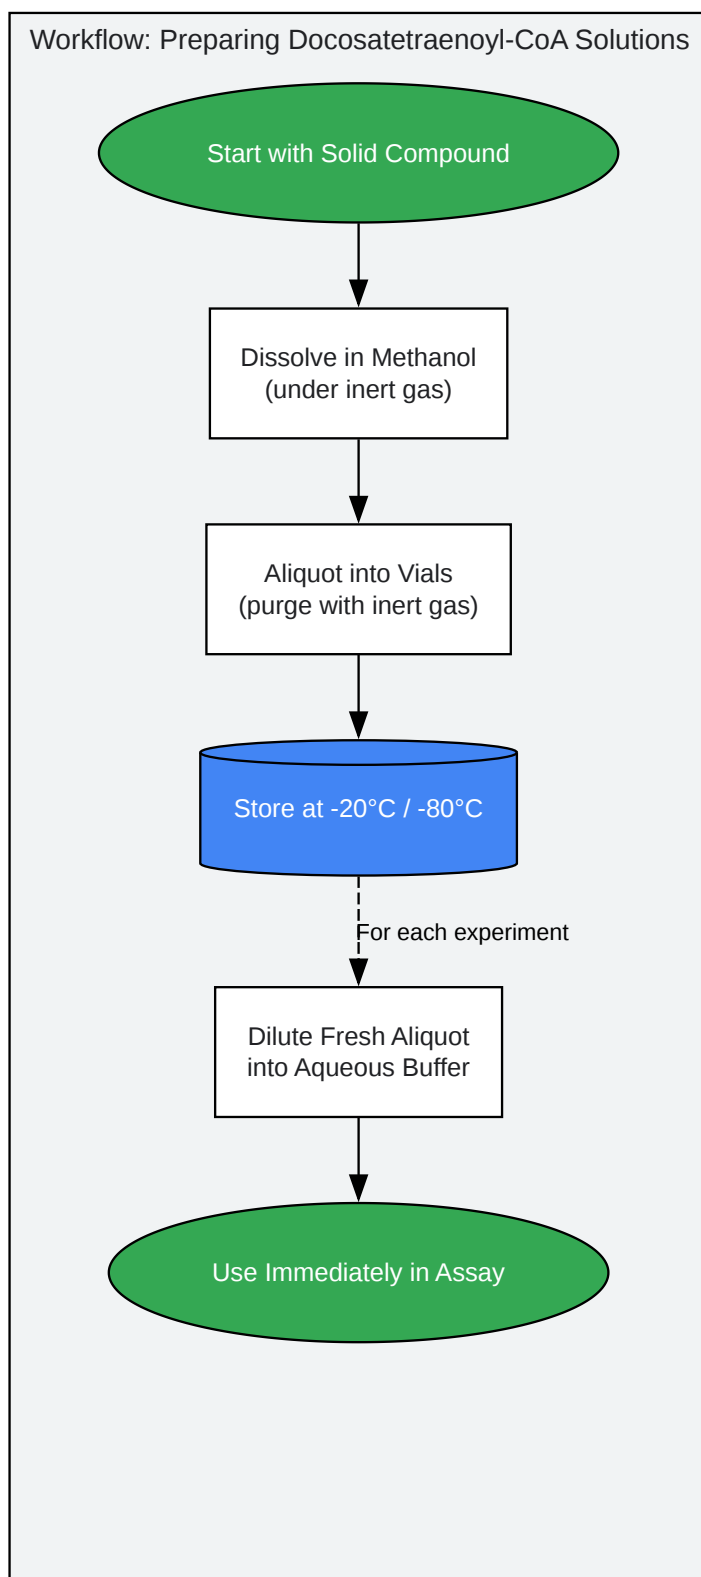 Workflow: Preparing Docosatetraenoyl-CoA Solutions
Start with Solid Compound
Dissolve in Methanol
(under inert gas)
Aliquot into Vials
(purge with inert gas)
Store at -20°C / -80°C
For each experiment
Dilute Fresh Aliquot
into Aqueous Buffer
Use Immediately in Assay